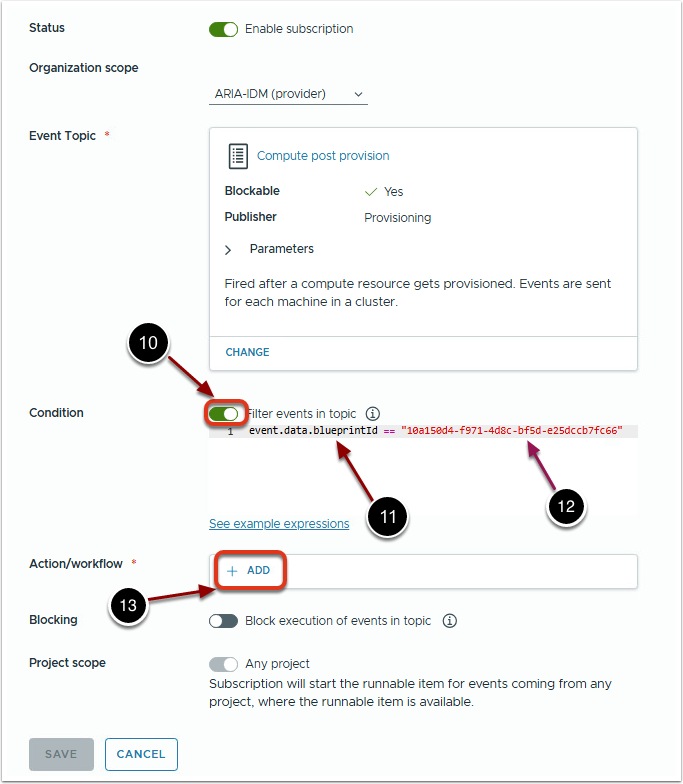 Status
Enable subscription
Organization scope
ARIA-IDM (provider)
Event Topic *
Compute post provision
Blockable
Yes
Publisher
Provisioning
Parameters
Fired after a compute resource gets provisioned. Events are sent
for each machine in a cluster.
CHANGE
10
Condition
Filter events in topic
1 event.data.blueprintId == "10a150d4-f971-4d8c-bf5d-e25dccb7fc66"
11
12
See example expressions
Action/workflow *
+ ADD
13
Blocking
Block execution of events in topic
Project scope
Any project
Subscription will start the runnable item for events coming from any
project, where the runnable item is available.
SAVE
CANCEL